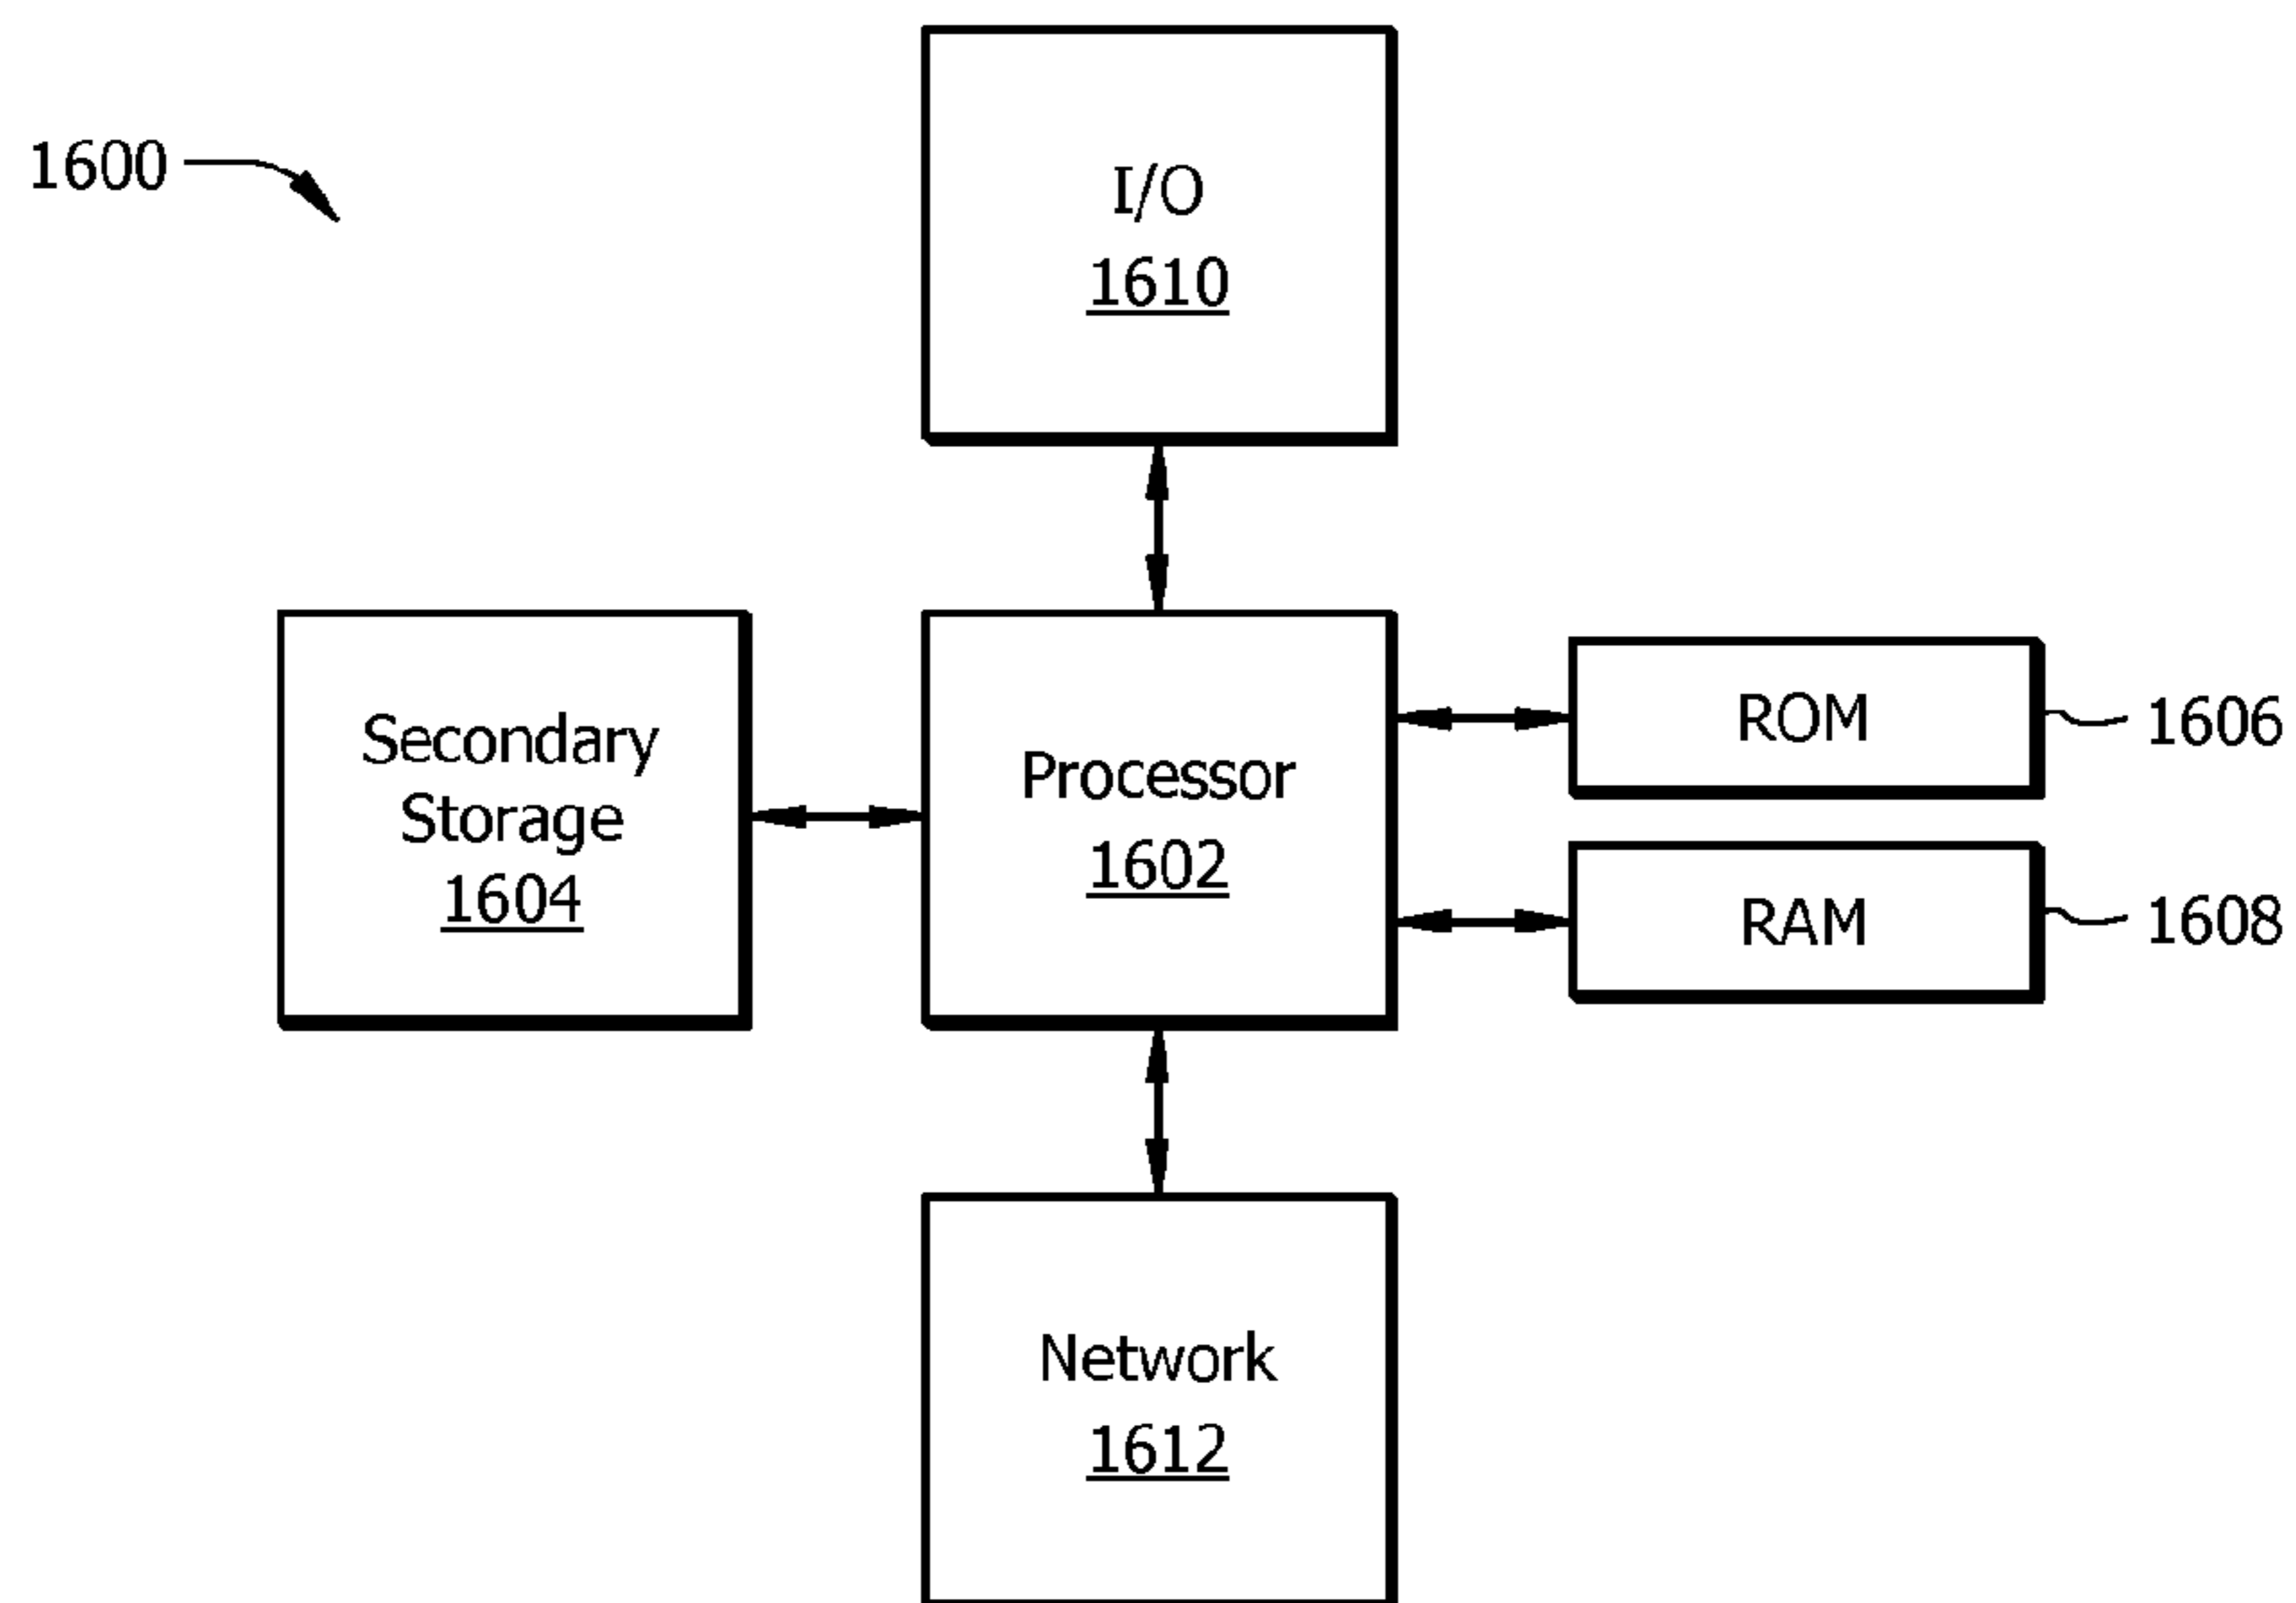 1600
I/O
1610
Secondary
Storage
1604
Processor
1602
ROM
1606
RAM
1608
Network
1612